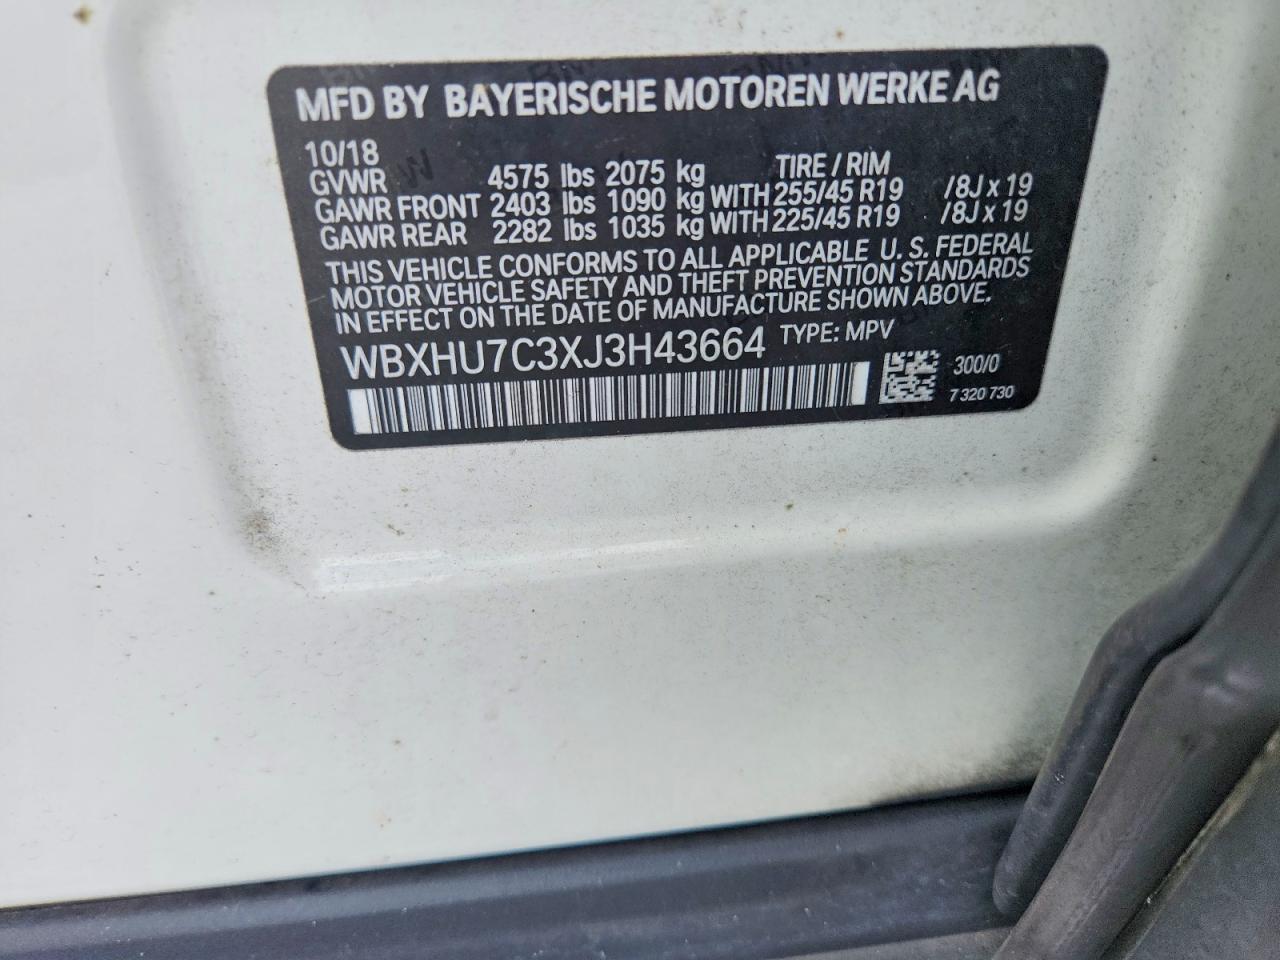 MFD BY BAYERISCHE MOTOREN WERKE AG
10/18
GVWR 4575 lbs 2075 kg TIRE / RIM
GAWR FRONT 2403 lbs 1090 kg WITH 255/45 R19 /8J x 19
GAWR REAR 2282 lbs 1035 kg WITH 225/45 R19 /8J x 19
THIS VEHICLE CONFORMS TO ALL APPLICABLE U. S. FEDERAL
MOTOR VEHICLE SAFETY AND THEFT PREVENTION STANDARDS
IN EFFECT ON THE DATE OF MANUFACTURE SHOWN ABOVE.
WBXHU7C3XJ3H43664 TYPE: MPV
300/0
7 320 730